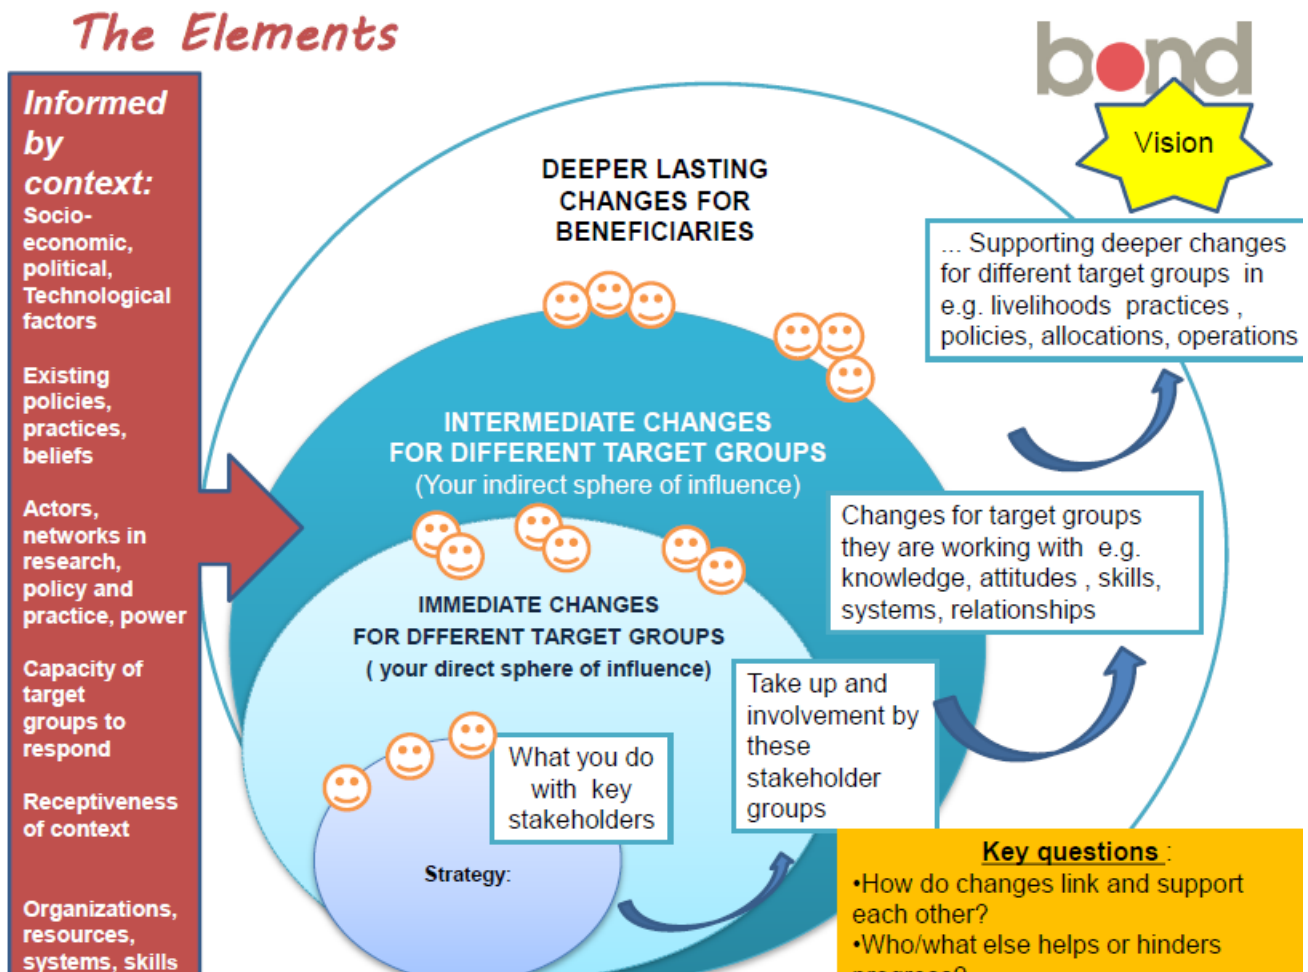 The Elements
bond
Vision
Informed
by
context:
Socio-
economic,
political,
Technological
factors
Existing
policies,
practices,
beliefs
Actors,
networks in
research,
policy and
practice, power
Capacity of
target
groups to
respond
Receptiveness
of context
Organizations,
resources,
systems, skills
DEEPER LASTING
CHANGES FOR
BENEFICIARIES
... Supporting deeper changes
for different target groups in
e.g. livelihoods practices ,
policies, allocations, operations
INTERMEDIATE CHANGES
FOR DIFFERENT TARGET GROUPS
(Your indirect sphere of influence)
Changes for target groups
they are working with e.g.
knowledge, attitudes , skills,
systems, relationships
IMMEDIATE CHANGES
FOR DFFERENT TARGET GROUPS
( your direct sphere of influence)
Take up and
involvement by
these
stakeholder
groups
What you do
with key
stakeholders
Strategy:
Key questions :
•How do changes link and support
each other?
•Who/what else helps or hinders
progress?